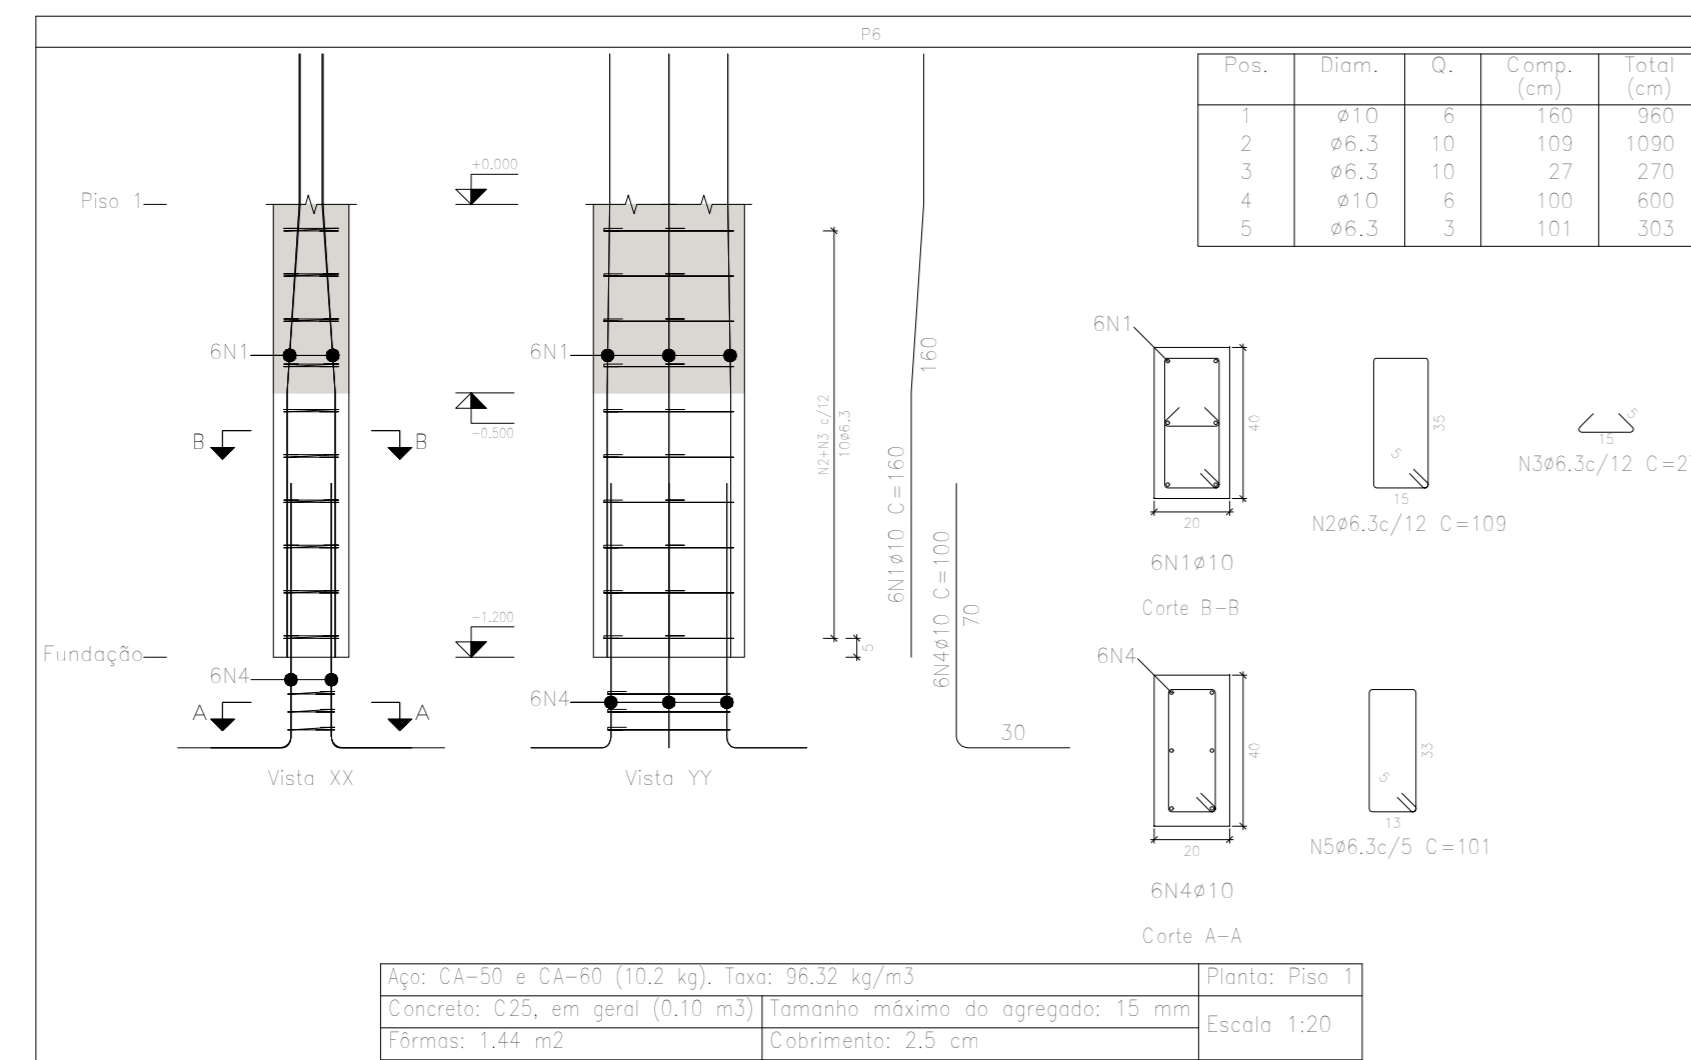 P6
Pos. Diam. Q. Comp. (cm) Total (cm)
1 ø10 6 160 960
2 ø6.3 10 109 1090
3 ø6.3 10 27 270
4 ø10 6 100 600
5 ø6.3 3 101 303
Piso 1
+0.000
6N1
6N1
-0.500
B
B
N2+N3 c/12
10ø6.3
160
6N1ø10 C=160
Fundação
-1.200
5
6N4
6N4
A
A
6N4ø10 C=100
70
30
Vista XX
Vista YY
6N1
40
20
6N1ø10
Corte B-B
35
5
15
N2ø6.3c/12 C=109
5
15
N3ø6.3c/12 C=2
6N4
40
20
6N4ø10
Corte A-A
33
5
13
N5ø6.3c/5 C=101
Aço: CA-50 e CA-60 (10.2 kg). Taxa: 96.32 kg/m3
Planta: Piso 1
Concreto: C25, em geral (0.10 m3)
Tamanho máximo do agregado: 15 mm
Escala 1:20
Fôrmas: 1.44 m2
Cobrimento: 2.5 cm